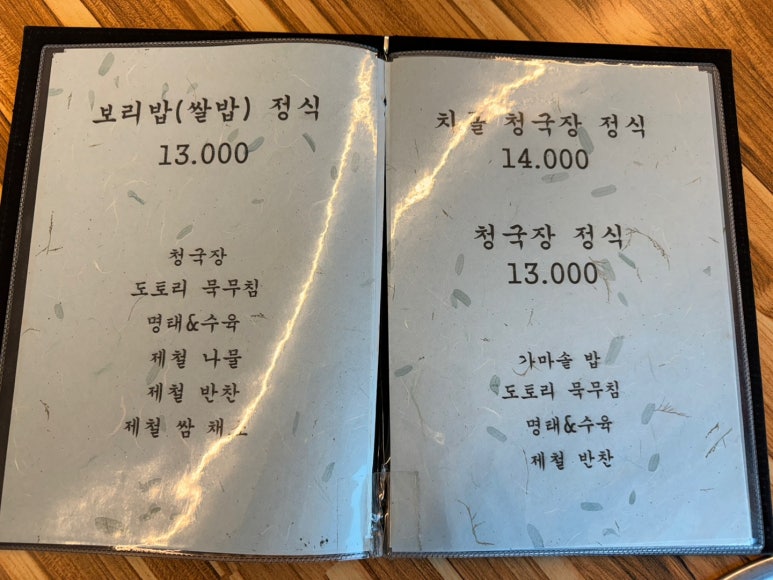 보리밥(쌀밥) 정식
13.000
청국장
도토리 묵무침
명태&수육
제철 나물
제철 반찬
제철 쌈
청국장 정식
14.000
청국장 정식
13.000
가마솥 밥
도토리 묵무침
명태&수육
제철 반찬